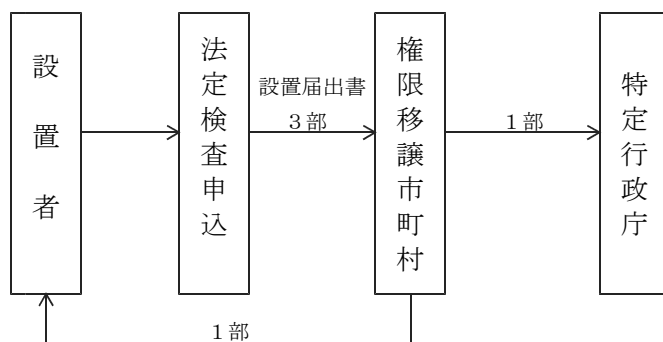 設置者
法定検査申込
設置届出書
３部
権限移譲市町村
１部
特定行政庁
１部